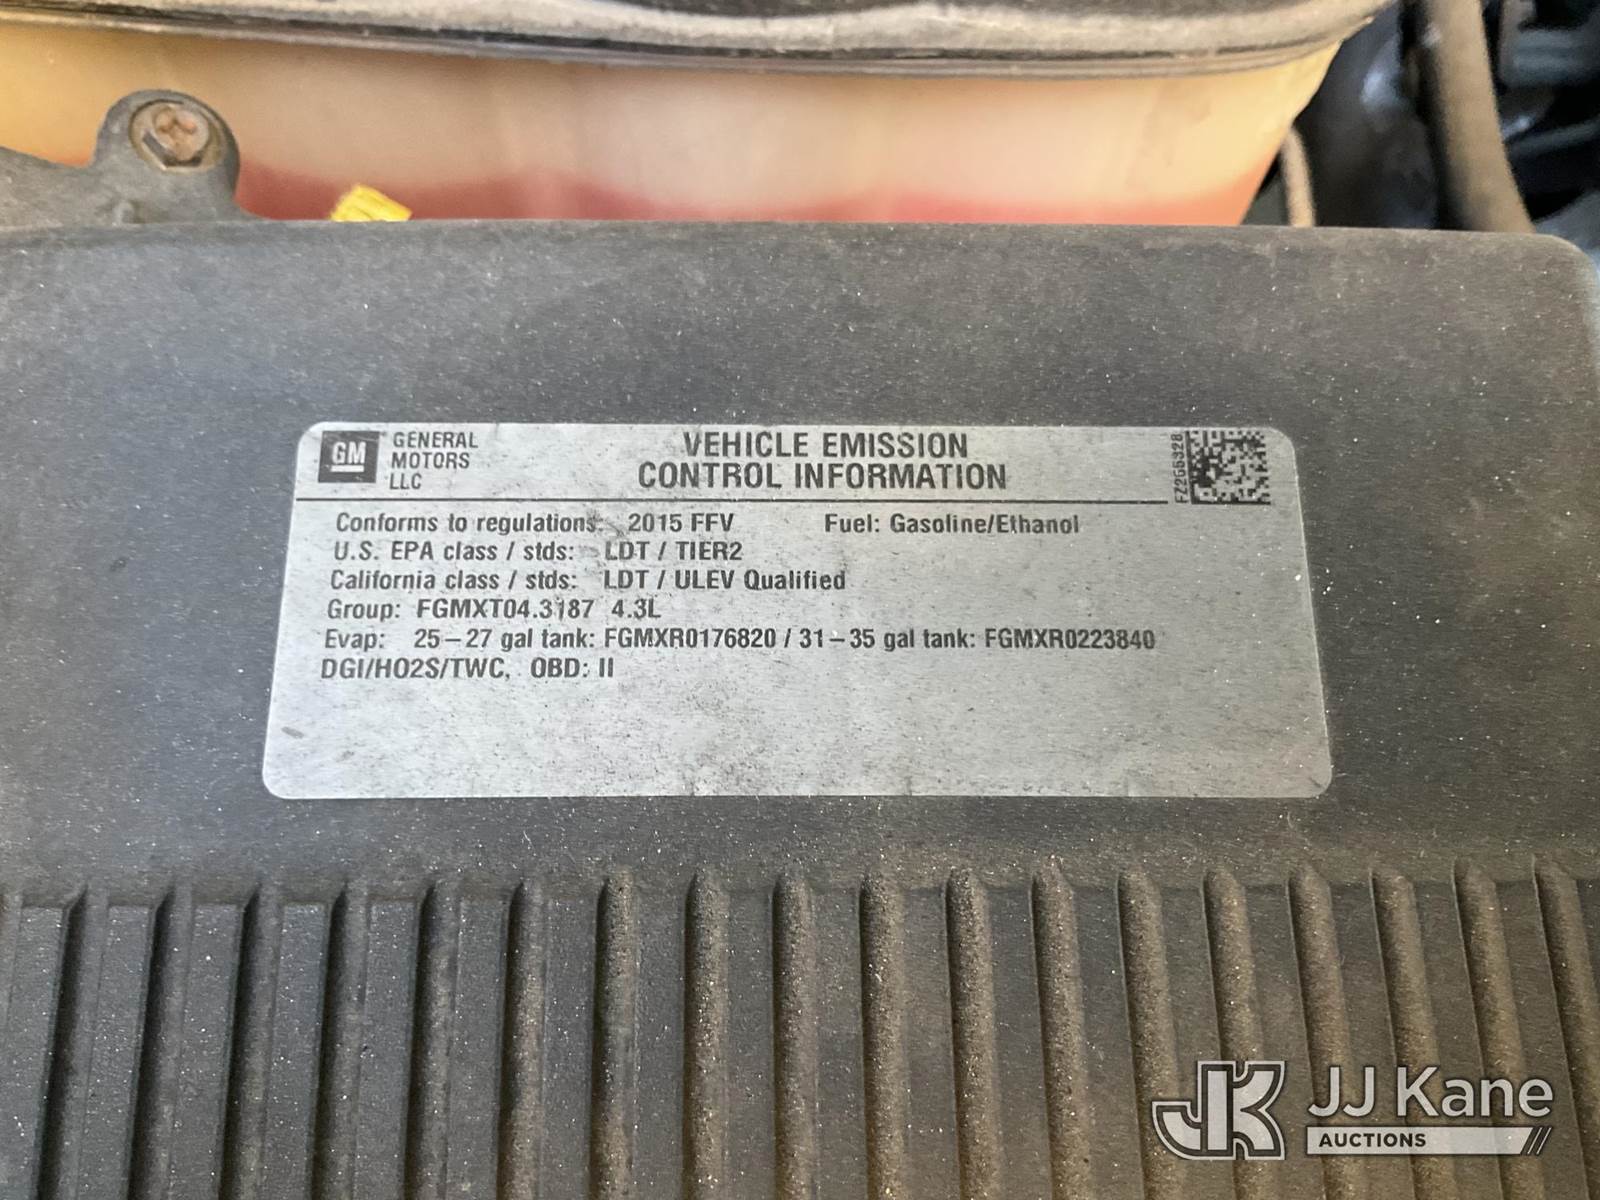 GM GENERAL MOTORS LLC
VEHICLE EMISSION
CONTROL INFORMATION
Conforms to regulations: 2015 FFV Fuel: Gasoline/Ethanol
U.S. EPA class / stds: LDT / TIER2
California class / stds: LDT / ULEV Qualified
Group: FGMXT04.3187 4.3L
Evap: 25-27 gal tank: FGMXR0176820 / 31-35 gal tank: FGMXR0223840
DGI/HO2S/TWC, OBD: II
JK JJ Kane
AUCTIONS